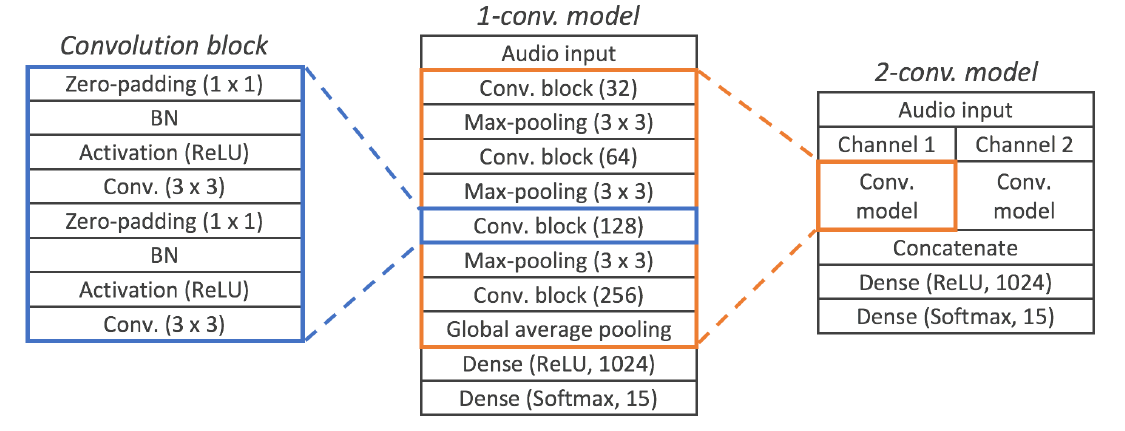 Convolution block
Zero-padding (1 x 1)
BN
Activation (ReLU)
Conv. (3 x 3)
Zero-padding (1 x 1)
BN
Activation (ReLU)
Conv. (3 x 3)
1-conv. model
Audio input
Conv. block (32)
Max-pooling (3 x 3)
Conv. block (64)
Max-pooling (3 x 3)
Conv. block (128)
Max-pooling (3 x 3)
Conv. block (256)
Global average pooling
Dense (ReLU, 1024)
Dense (Softmax, 15)
2-conv. model
Audio input
Channel 1
Channel 2
Conv.
model
Conv.
model
Concatenate
Dense (ReLU, 1024)
Dense (Softmax, 15)